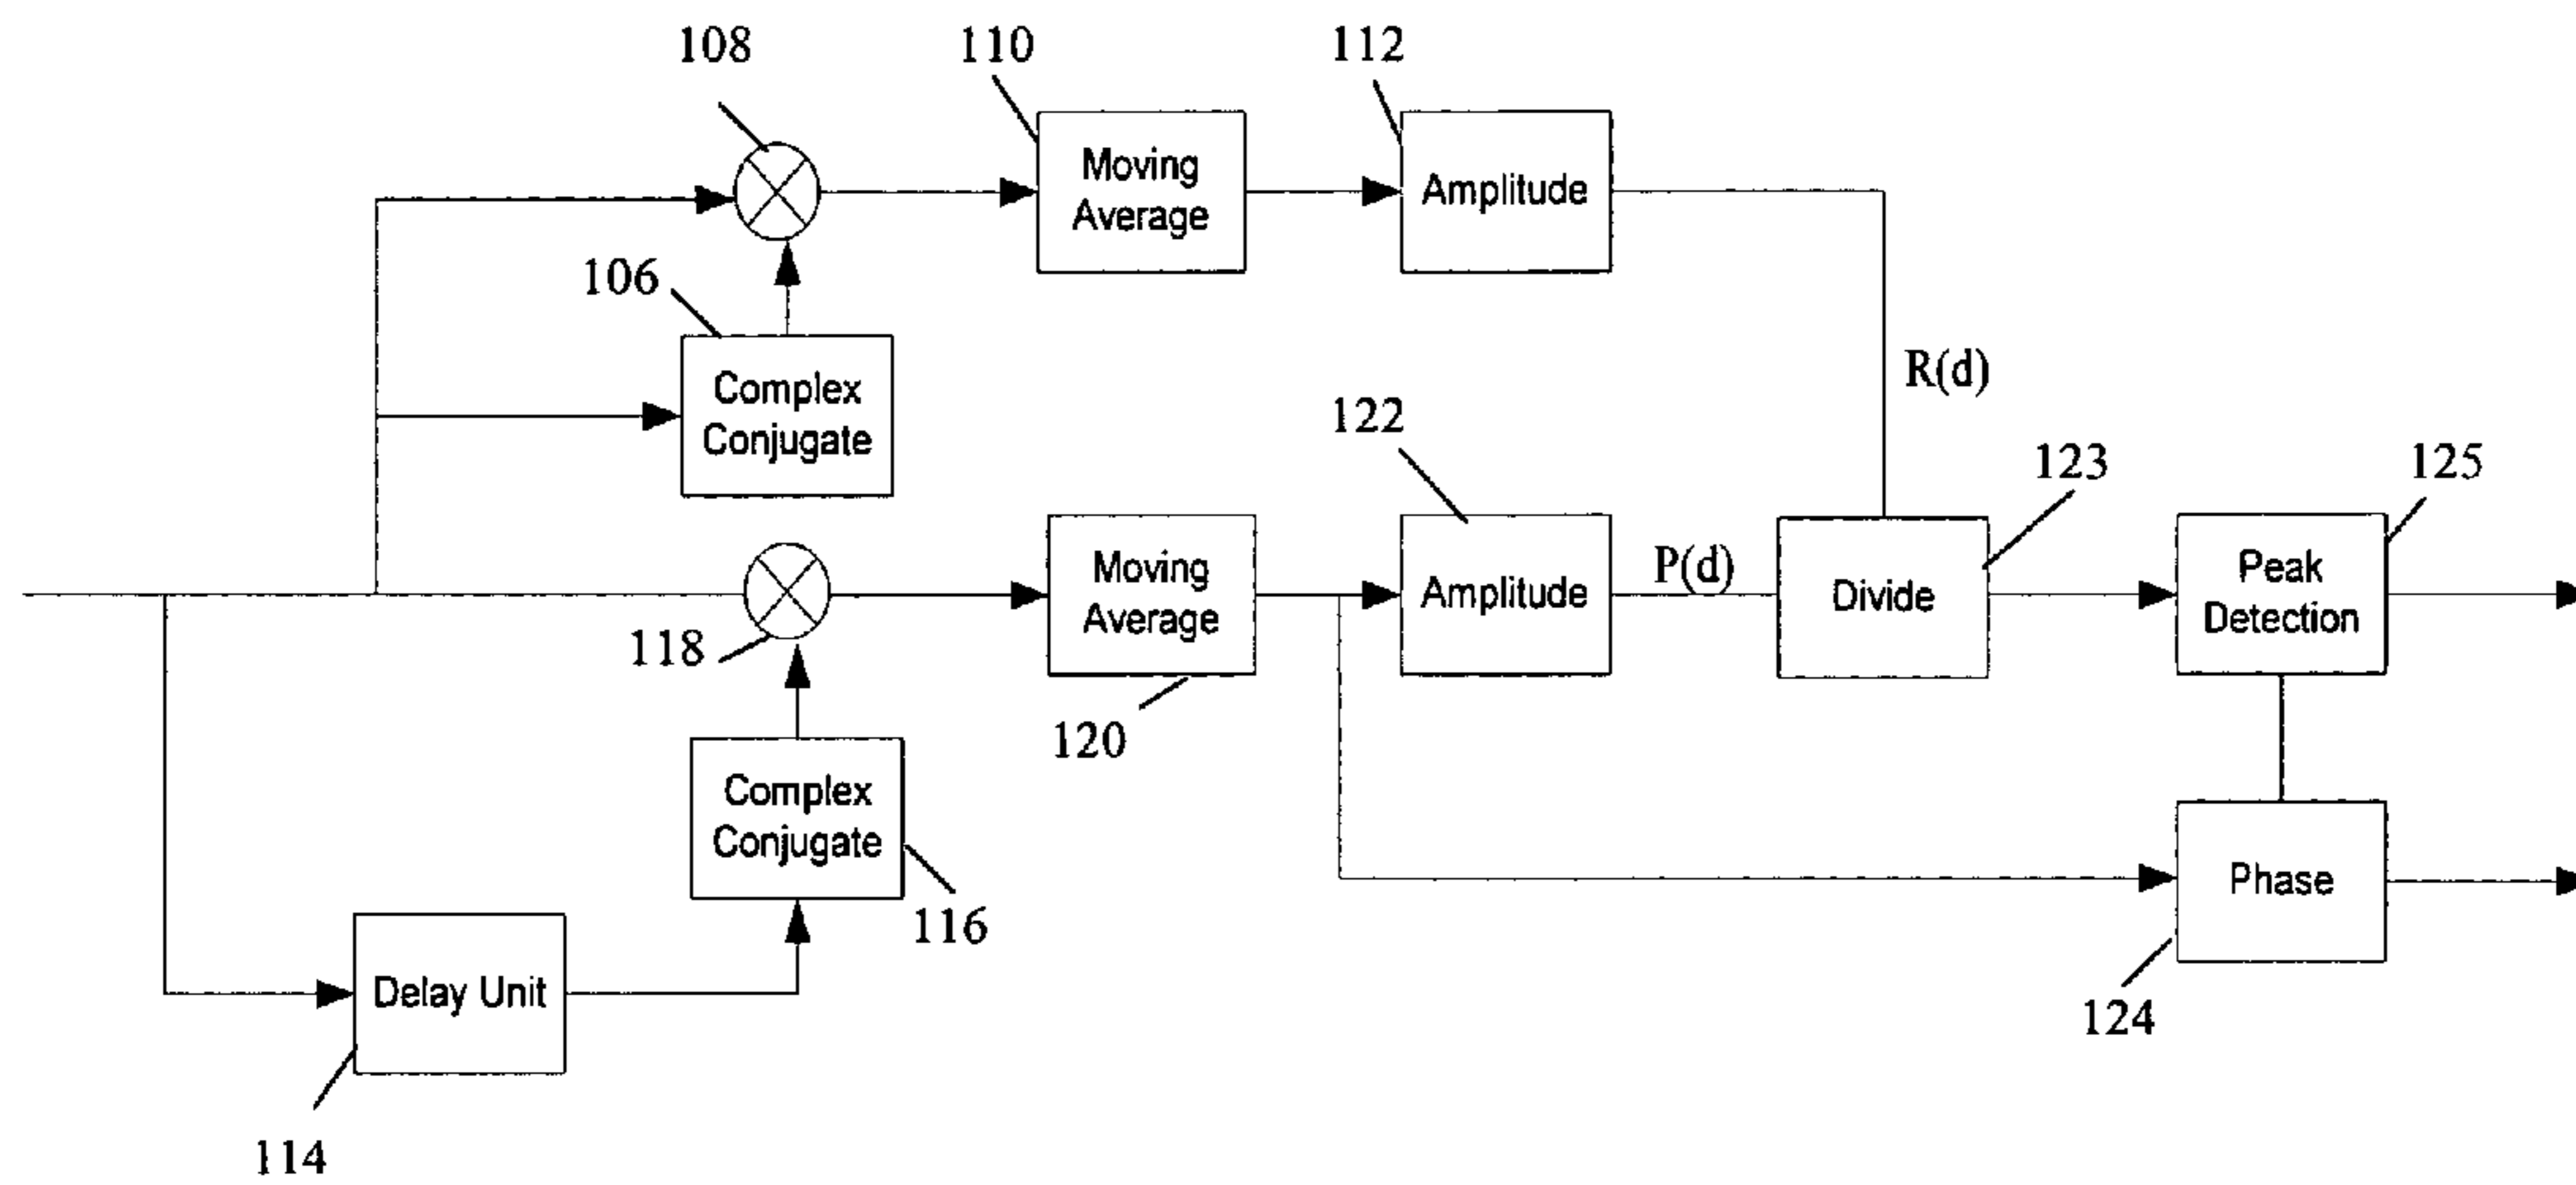 108
110
112
Moving
Average
Amplitude
106
Complex
Conjugate
R(d)
122
123
125
118
Moving
Average
Amplitude
P(d)
Divide
Peak
Detection
120
Complex
Conjugate
116
Phase
124
Delay Unit
114